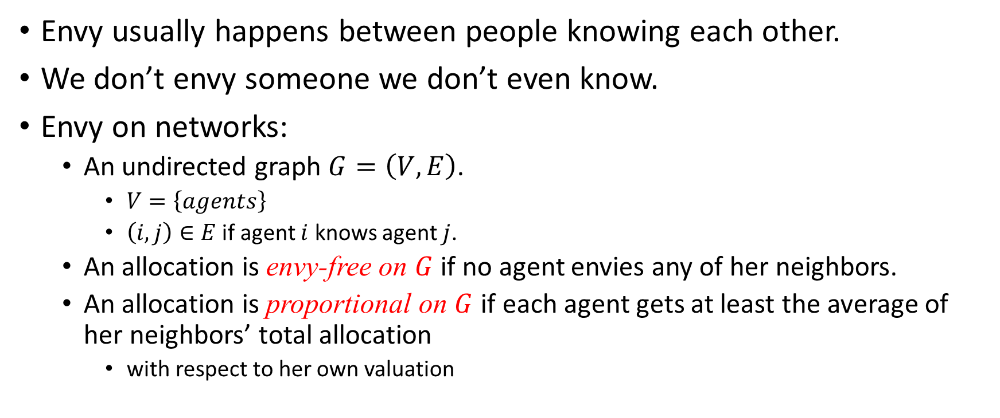 • Envy usually happens between people knowing each other.
• We don’t envy someone we don’t even know.
• Envy on networks:
• An undirected graph 𝐺 = (𝑉, 𝐸).
• 𝑉 = {𝑎𝑔𝑒𝑛𝑡𝑠}
• (𝑖, 𝑗) ∈ 𝐸 if agent 𝑖 knows agent 𝑗.
• An allocation is envy-free on 𝐺 if no agent envies any of her neighbors.
• An allocation is proportional on 𝐺 if each agent gets at least the average of
her neighbors’ total allocation
• with respect to her own valuation